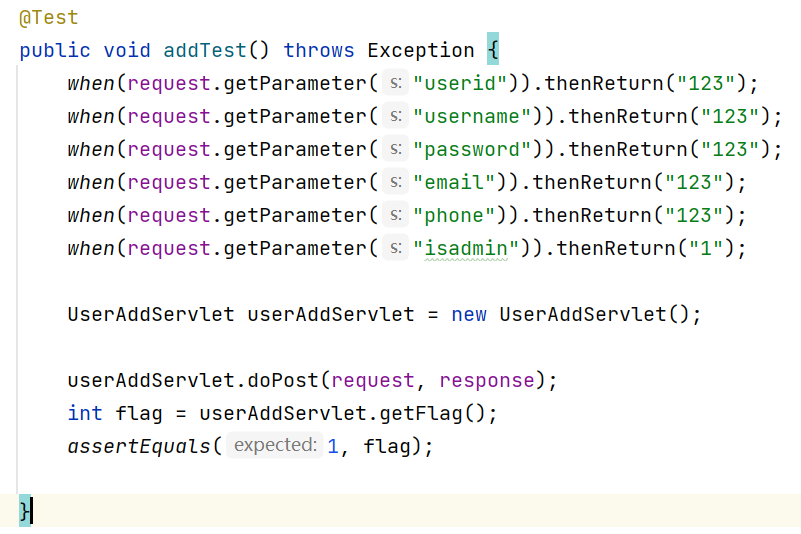 @Test
public void addTest() throws Exception {
when(request.getParameter( s: "userid")).thenReturn("123");
when(request.getParameter( s: "username")).thenReturn("123");
when(request.getParameter( s: "password")).thenReturn("123");
when(request.getParameter( s: "email")).thenReturn("123");
when(request.getParameter( s: "phone")).thenReturn("123");
when(request.getParameter( s: "isadmin")).thenReturn("1");
UserAddServlet userAddServlet = new UserAddServlet();
userAddServlet.doPost(request, response);
int flag = userAddServlet.getFlag();
assertEquals( expected: 1, flag);
}